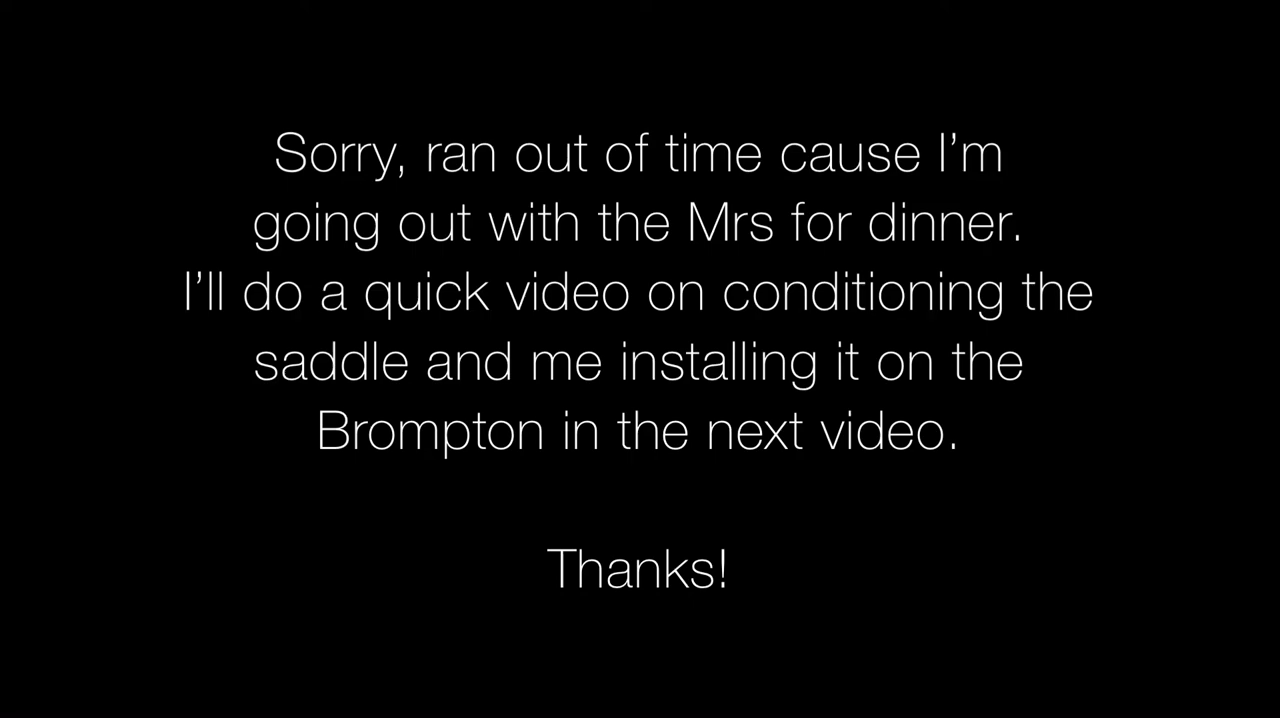 Sorry, ran out of time cause I’m
going out with the Mrs for dinner.
I’ll do a quick video on conditioning the
saddle and me installing it on the
Brompton in the next video.
Thanks!